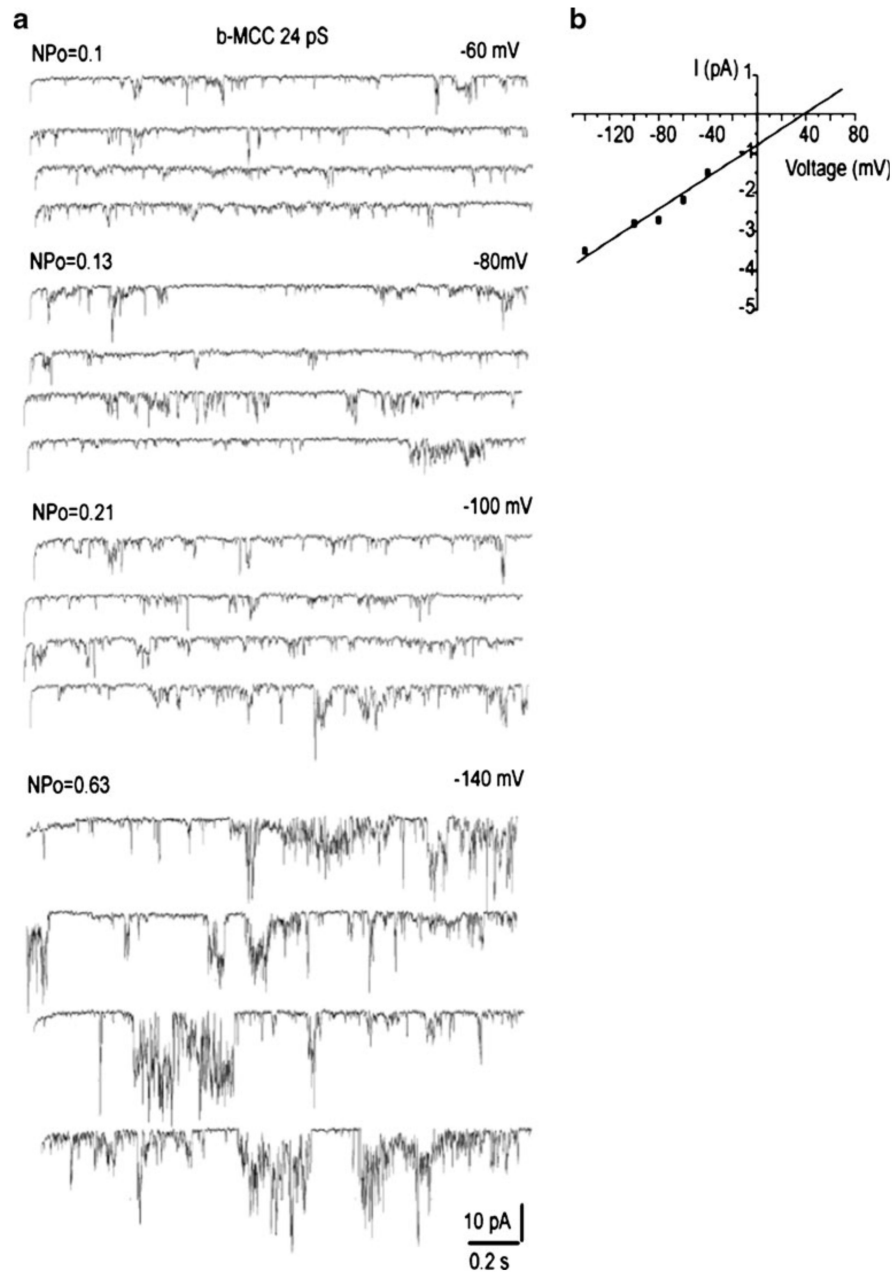 a
b-MCC 24 pS
NPo=0.1
-60 mV
NPo=0.13
-80mV
NPo=0.21
-100 mV
NPo=0.63
-140 mV
10 pA
0.2 s
b
I (pA)
1
-120 -80 -40 40 80
Voltage (mV)
-1
-2
-3
-4
-5